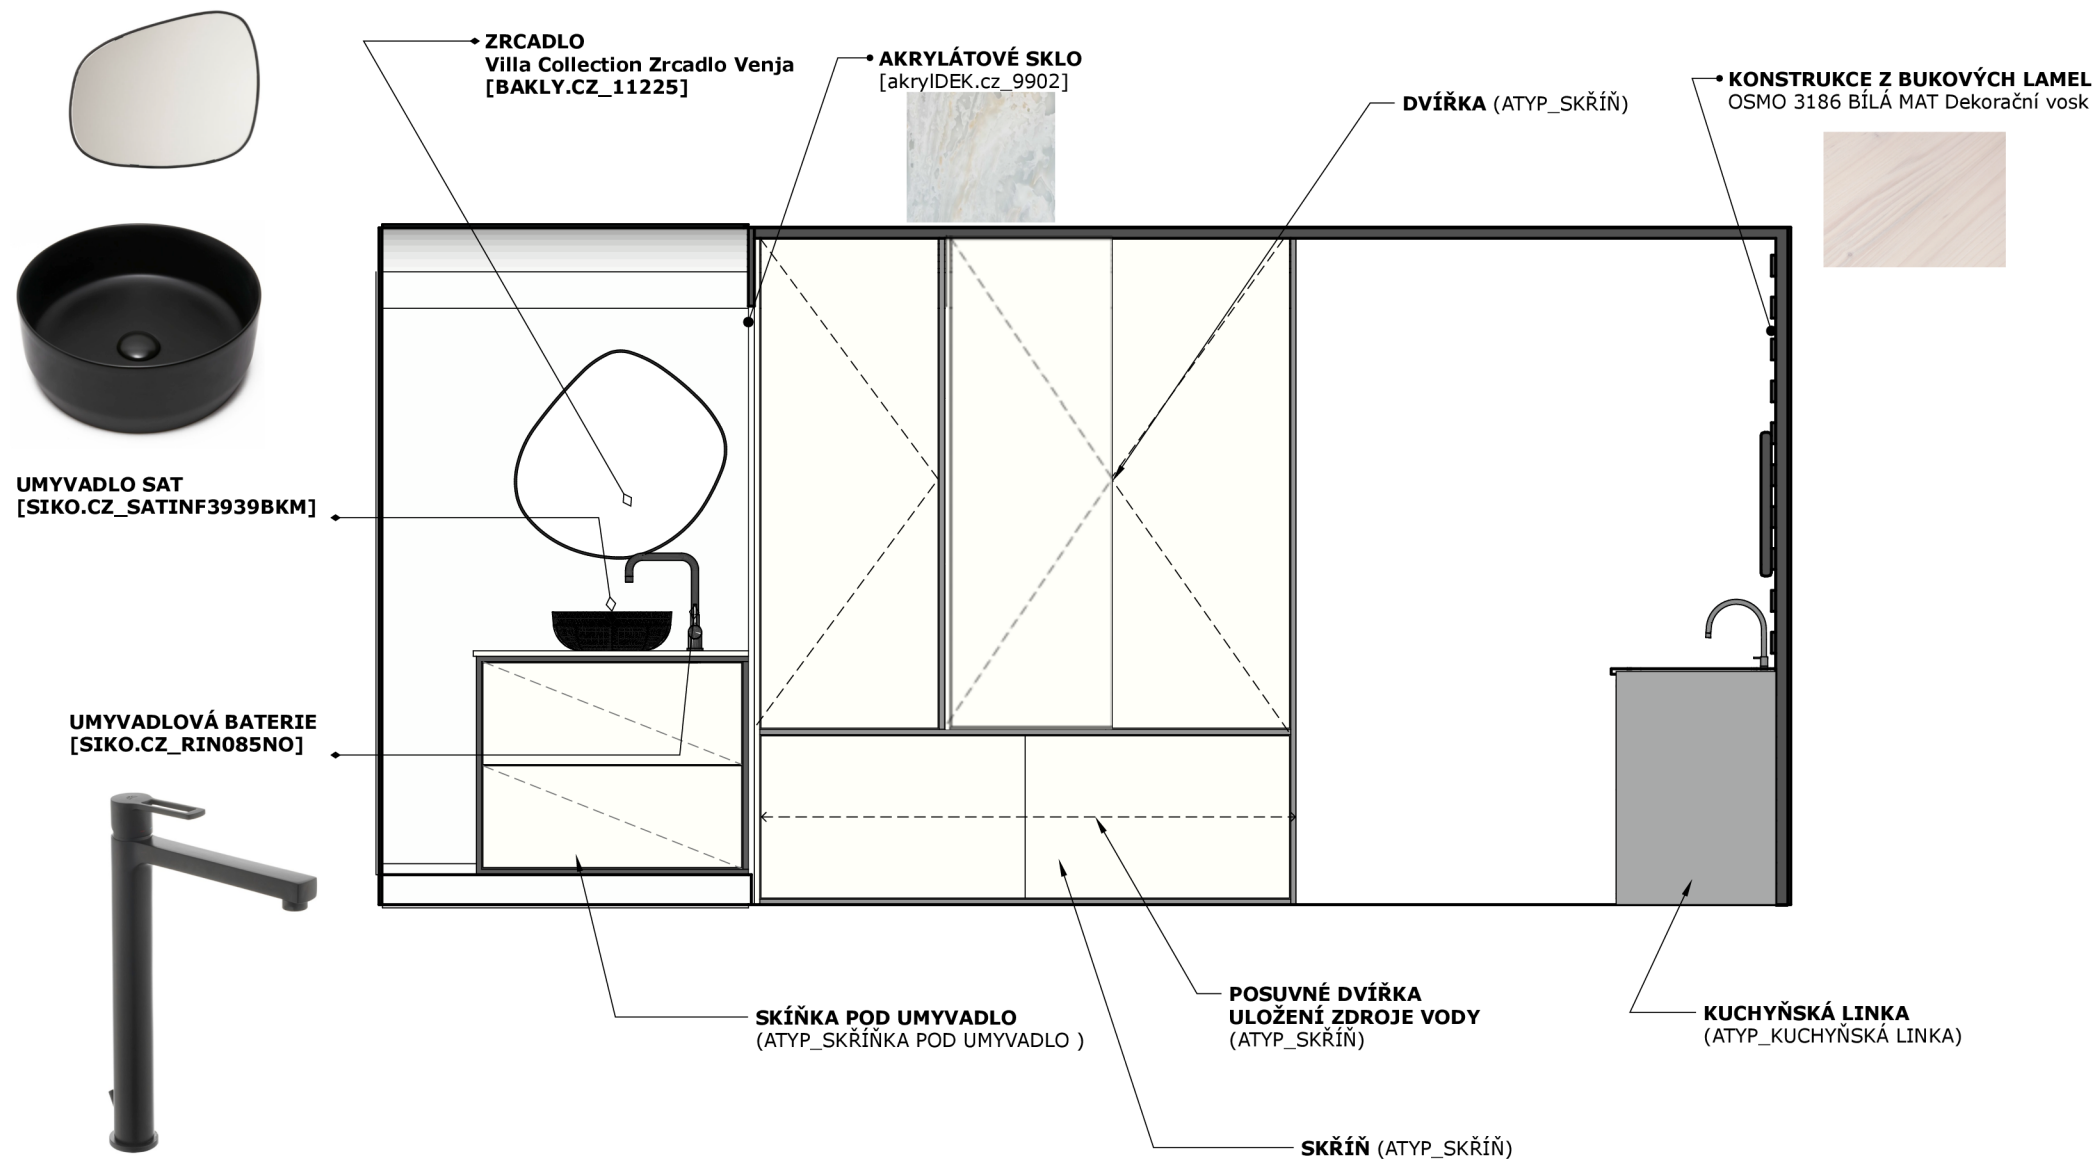 ZRCADLO
Villa Collection Zrcadlo Venja
[BAKLY.CZ_11225]
AKRYLÁTOVÉ SKLO
[akrylDEK.cz_9902]
DVÍŘKA (ATYP_SKŘÍŇ)
KONSTRUKCE Z BUKOVÝCH LAMEL
OSMO 3186 BÍLÁ MAT Dekorační vosk
UMYVADLO SAT
[SIKO.CZ_SATINF3939BKM]
UMYVADLOVÁ BATERIE
[SIKO.CZ_RIN085NO]
SKÍŇKA POD UMYVADLO
(ATYP_SKŘÍŇKA POD UMYVADLO )
POSUVNÉ DVÍŘKA
ULOŽENÍ ZDROJE VODY
(ATYP_SKŘÍŇ)
KUCHYŇSKÁ LINKA
(ATYP_KUCHYŇSKÁ LINKA)
SKŘÍŇ (ATYP_SKŘÍŇ)